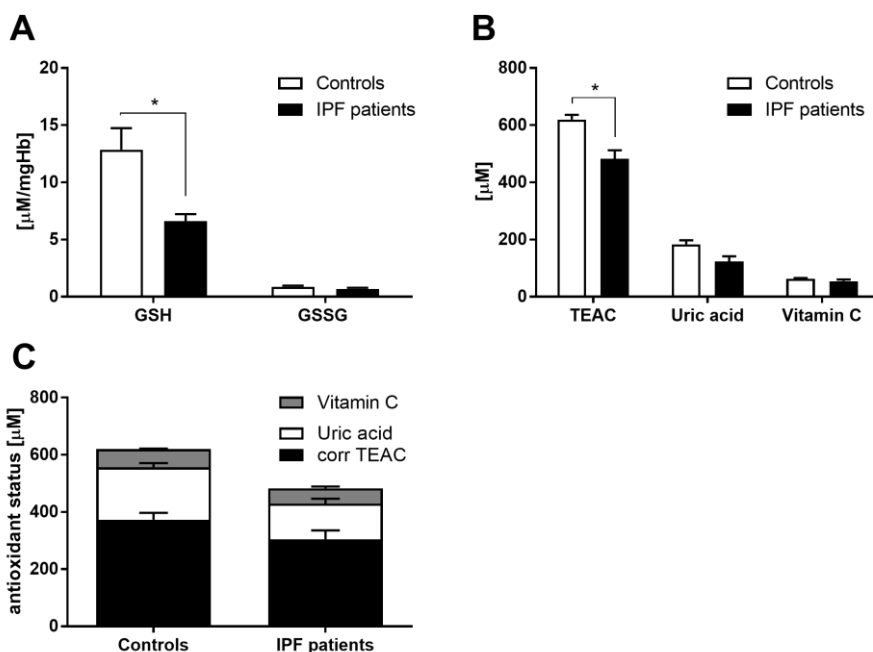 A
[μM/mgHb]
20
15
10
5
0
*
Controls
IPF patients
GSH
GSSG
B
[μM]
800
600
400
200
0
*
Controls
IPF patients
TEAC
Uric acid
Vitamin C
C
antioxidant status [μM]
800
600
400
200
0
Vitamin C
Uric acid
corr TEAC
Controls
IPF patients